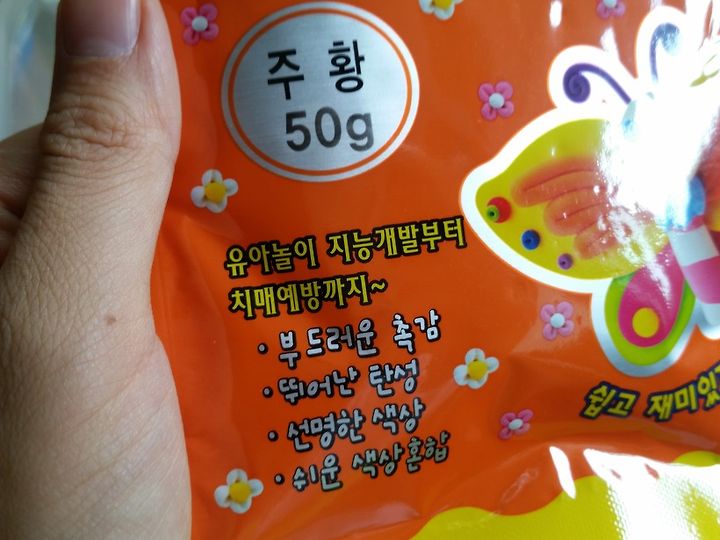 주황
50g
유아놀이 지능개발부터
치매예방까지~
· 부드러운 촉감
· 뛰어난 탄성
· 선명한 색상
· 쉬운 색상혼합
쉽고 재미있